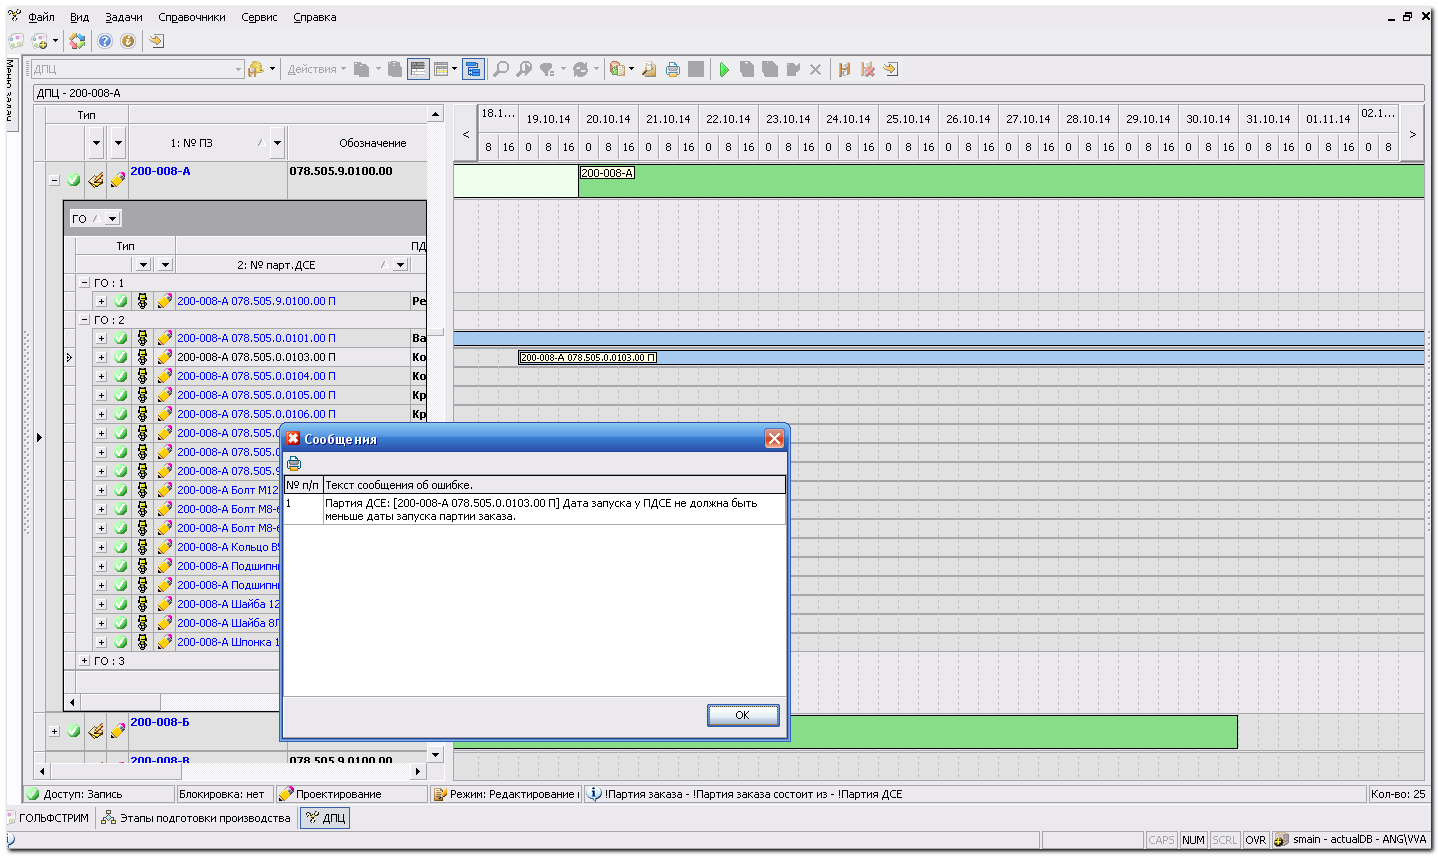 Файл Вид Задачи Справочники Сервис Справка
Меню задач
ДПЦ Действия
ДПЦ - 200-008-А
Тип
1: № ПЗ Обозначение
18.1... 19.10.14 20.10.14 21.10.14 22.10.14 23.10.14 24.10.14 25.10.14 26.10.14 27.10.14 28.10.14 29.10.14 30.10.14 31.10.14 01.11.14 02.1...
< >
8 16 0 8 16 0 8 16 0 8 16 0 8 16 0 8 16 0 8 16 0 8 16 0 8 16 0 8 16 0 8 16 0 8 16 0 8 16 0 8 16 0 8 16 0 8
200-008-А 078.505.9.0100.00
200-008-А
ГО
Тип ПД
2: № парт.ДСЕ
ГО : 1
200-008-А 078.505.9.0100.00 П Ре
ГО : 2
200-008-А 078.505.0.0101.00 П Ва
200-008-А 078.505.0.0103.00 П Ко
200-008-А 078.505.0.0103.00 П
200-008-А 078.505.0.0104.00 П Ко
200-008-А 078.505.0.0105.00 П Кр
200-008-А 078.505.0.0106.00 П Кр
200-008-А 078.505.0
200-008-А 078.505.0
200-008-А 078.505.9
200-008-А Болт М12
200-008-А Болт М8-6
200-008-А Болт М8-6
200-008-А Кольцо В5
200-008-А Подшипн
200-008-А Подшипн
200-008-А Шайба 12
200-008-А Шайба 8Л
200-008-А Шпонка 1
ГО : 3
Сообщения
№ п/п Текст сообщения об ошибке.
1 Партия ДСЕ: [200-008-А 078.505.0.0103.00 П] Дата запуска у ПДСЕ не должна быть
меньше даты запуска партии заказа.
OK
200-008-Б
200-008-В 078.505.9.0100.00
Доступ: Запись Блокировка: нет Проектирование Режим: Редактирование !Партия заказа - !Партия заказа состоит из - !Партия ДСЕ Кол-во: 25
ГОЛЬФСТРИМ Этапы подготовки производства ДПЦ
CAPS NUM SCRL OVR smain - actualDB - ANG\VVA